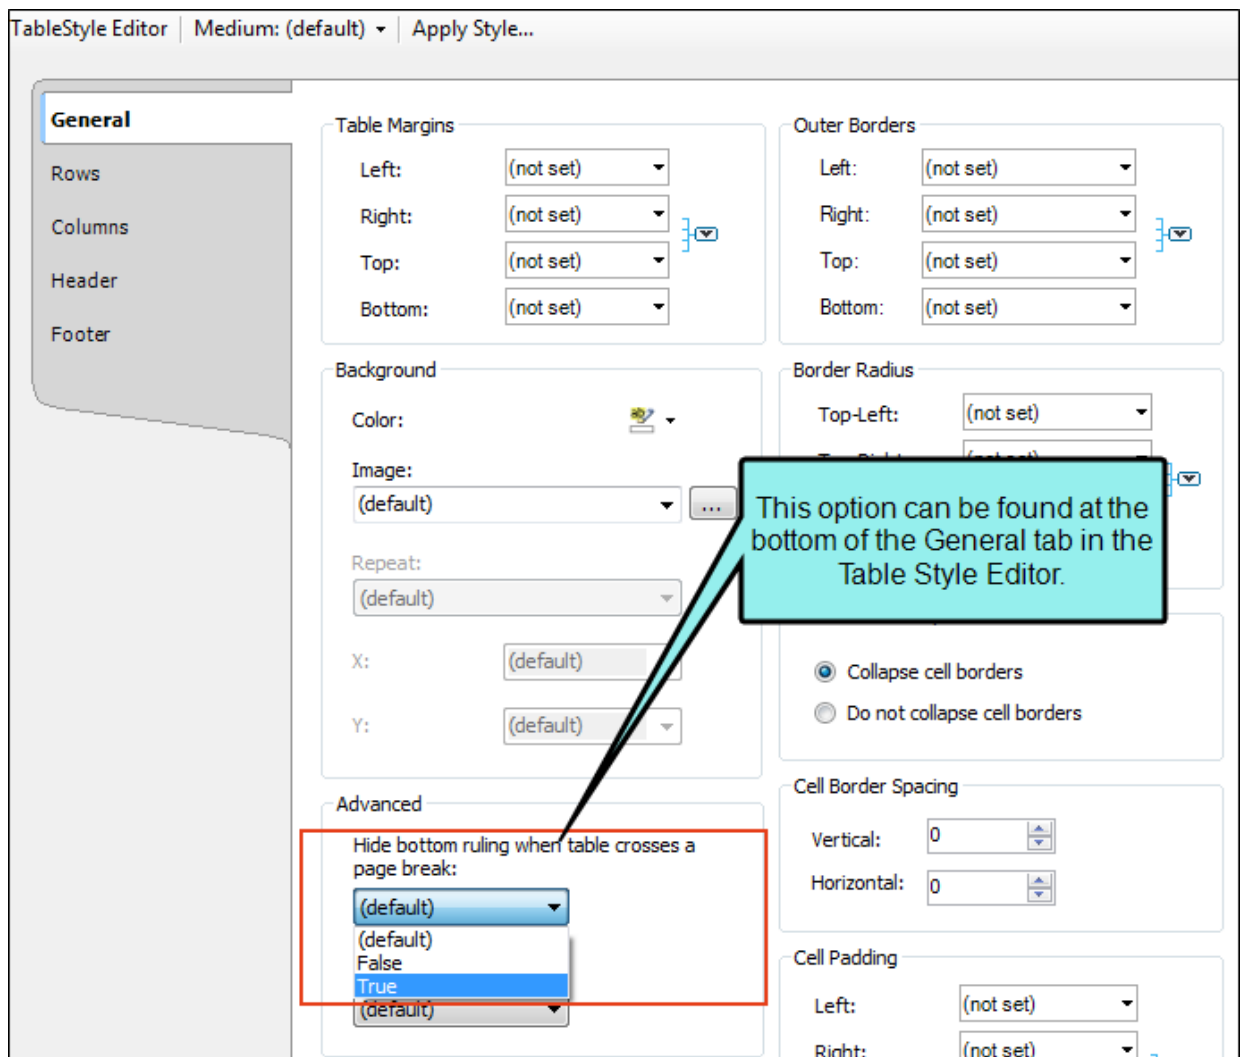 TableStyle Editor Medium: (default) Apply Style...
General
Rows
Columns
Header
Footer
Table Margins
Left: (not set)
Right: (not set)
Top: (not set)
Bottom: (not set)
Outer Borders
Left: (not set)
Right: (not set)
Top: (not set)
Bottom: (not set)
Background
Color:
Image:
(default) ...
Repeat:
(default)
X: (default)
Y: (default)
Border Radius
Top-Left: (not set)
This option can be found at the
bottom of the General tab in the
Table Style Editor.
Collapse cell borders
Do not collapse cell borders
Advanced
Hide bottom ruling when table crosses a
page break:
(default)
(default)
False
True
(default)
Cell Border Spacing
Vertical: 0
Horizontal: 0
Cell Padding
Left: (not set)
Right: (not set)